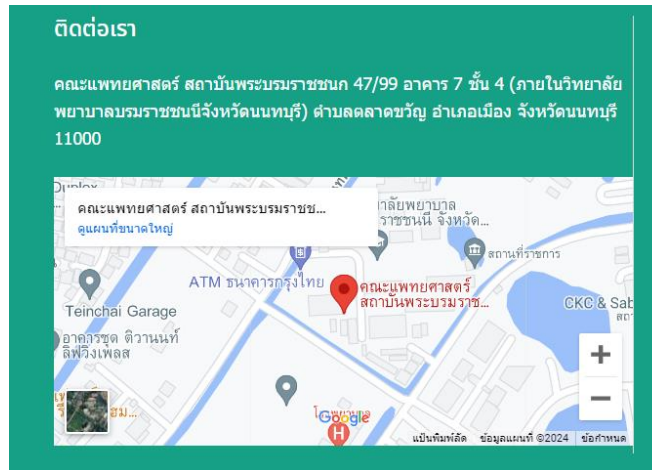 ติดต่อเรา
คณะแพทยศาสตร์ สถาบันพระบรมราชชนก 47/99 อาคาร 7 ชั้น 4 (ภายในวิทยาลัย
พยาบาลบรมราชชนนีจังหวัดนนทบุรี) ตำบลตลาดขวัญ อำเภอเมือง จังหวัดนนทบุรี
11000
คณะแพทยศาสตร์ สถาบันพระบรมราชช...
ดูแผนที่ขนาดใหญ่
ราชชนนี จังหวัด...
สถานที่ราชการ
ATM ธนาคารกรุงไทย
คณะแพทยศาสตร์
สถาบันพระบรมราช...
Teinchai Garage
CKC &
อาคารชุด ติวานนท์
ลิฟวิ่งเพลส
+
−
Google
H
แป้นพิมพ์ลัด ข้อมูลแผนที่ ©2024 ข้อกำหนด